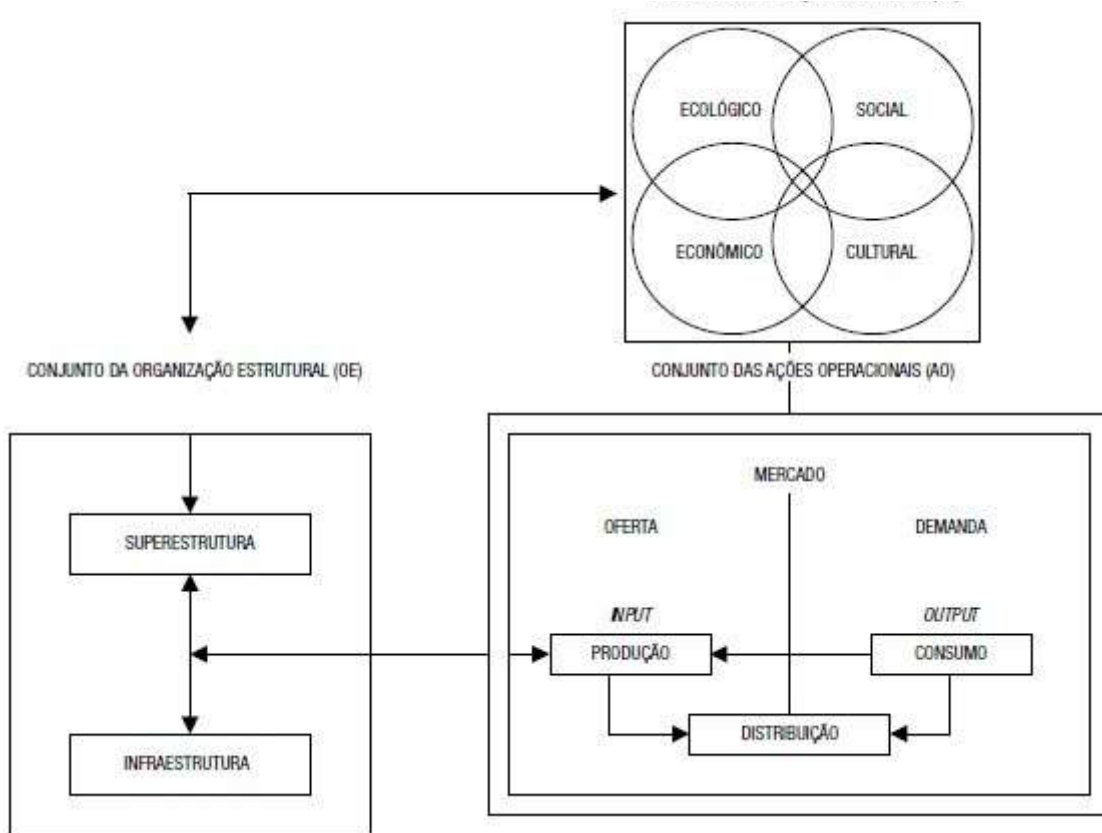 ECOLÓGICO
SOCIAL
ECONÔMICO
CULTURAL
CONJUNTO DA ORGANIZAÇÃO ESTRUTURAL (OE)
CONJUNTO DAS AÇÕES OPERACIONAIS (AO)
SUPERESTRUTURA
INFRAESTRUTURA
MERCADO
OFERTA
DEMANDA
INPUT
OUTPUT
PRODUÇÃO
CONSUMO
DISTRIBUIÇÃO